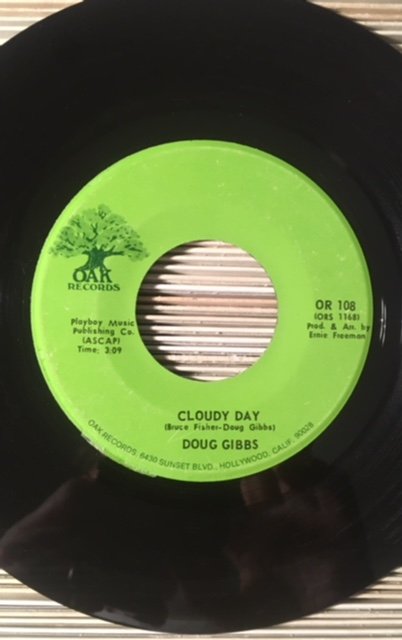 OAK
RECORDS
Playboy Music
Publishing Co.
(ASCAP)
Time: 3:09
OR 108
(ORS 1168)
Prod. & Arr. by
Ernie Freeman
CLOUDY DAY
(Bruce Fisher-Doug Gibbs)
DOUG GIBBS
OAK RECORDS, 6430 SUNSET BLVD., HOLLYWOOD, CALIF. 90028